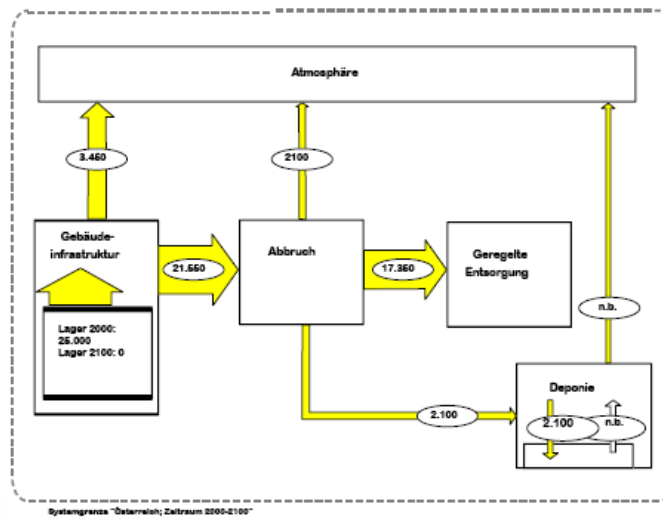 Atmosphäre
3.450
2100
Gebäude-
infrastruktur
21.550
Abbruch
17.350
Geregelte
Entsorgung
Lager 2000:
25.000
Lager 2100: 0
n.b.
Deponie
2.100
2.100
n.b.
Systemgrenze "Österreich; Zeitraum 2000-2100"